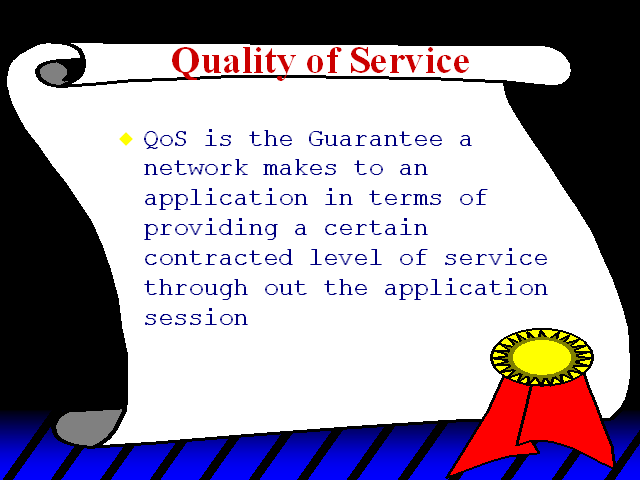 Quality of Service
QoS is the Guarantee a
network makes to an
application in terms of
providing a certain
contracted level of service
through out the application
session